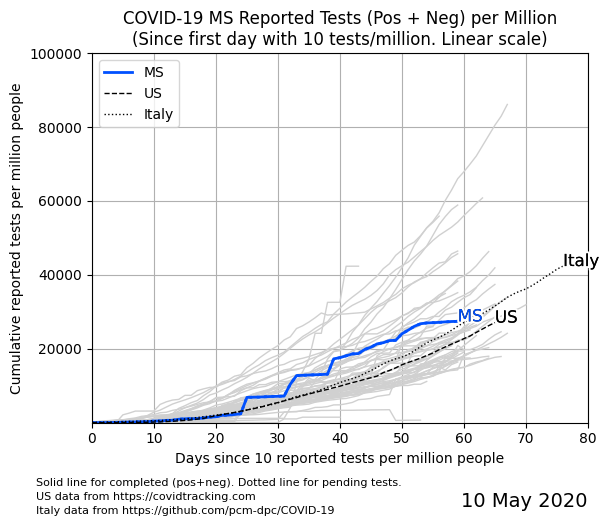 COVID-19 MS Reported Tests (Pos + Neg) per Million
(Since first day with 10 tests/million. Linear scale)
100000
80000
60000
40000
20000
Cumulative reported tests per million people
MS
US
Italy
Italy
MS
US
0 10 20 30 40 50 60 70 80
Days since 10 reported tests per million people
Solid line for completed (pos+neg). Dotted line for pending tests.
US data from https://covidtracking.com
Italy data from https://github.com/pcm-dpc/COVID-19
10 May 2020